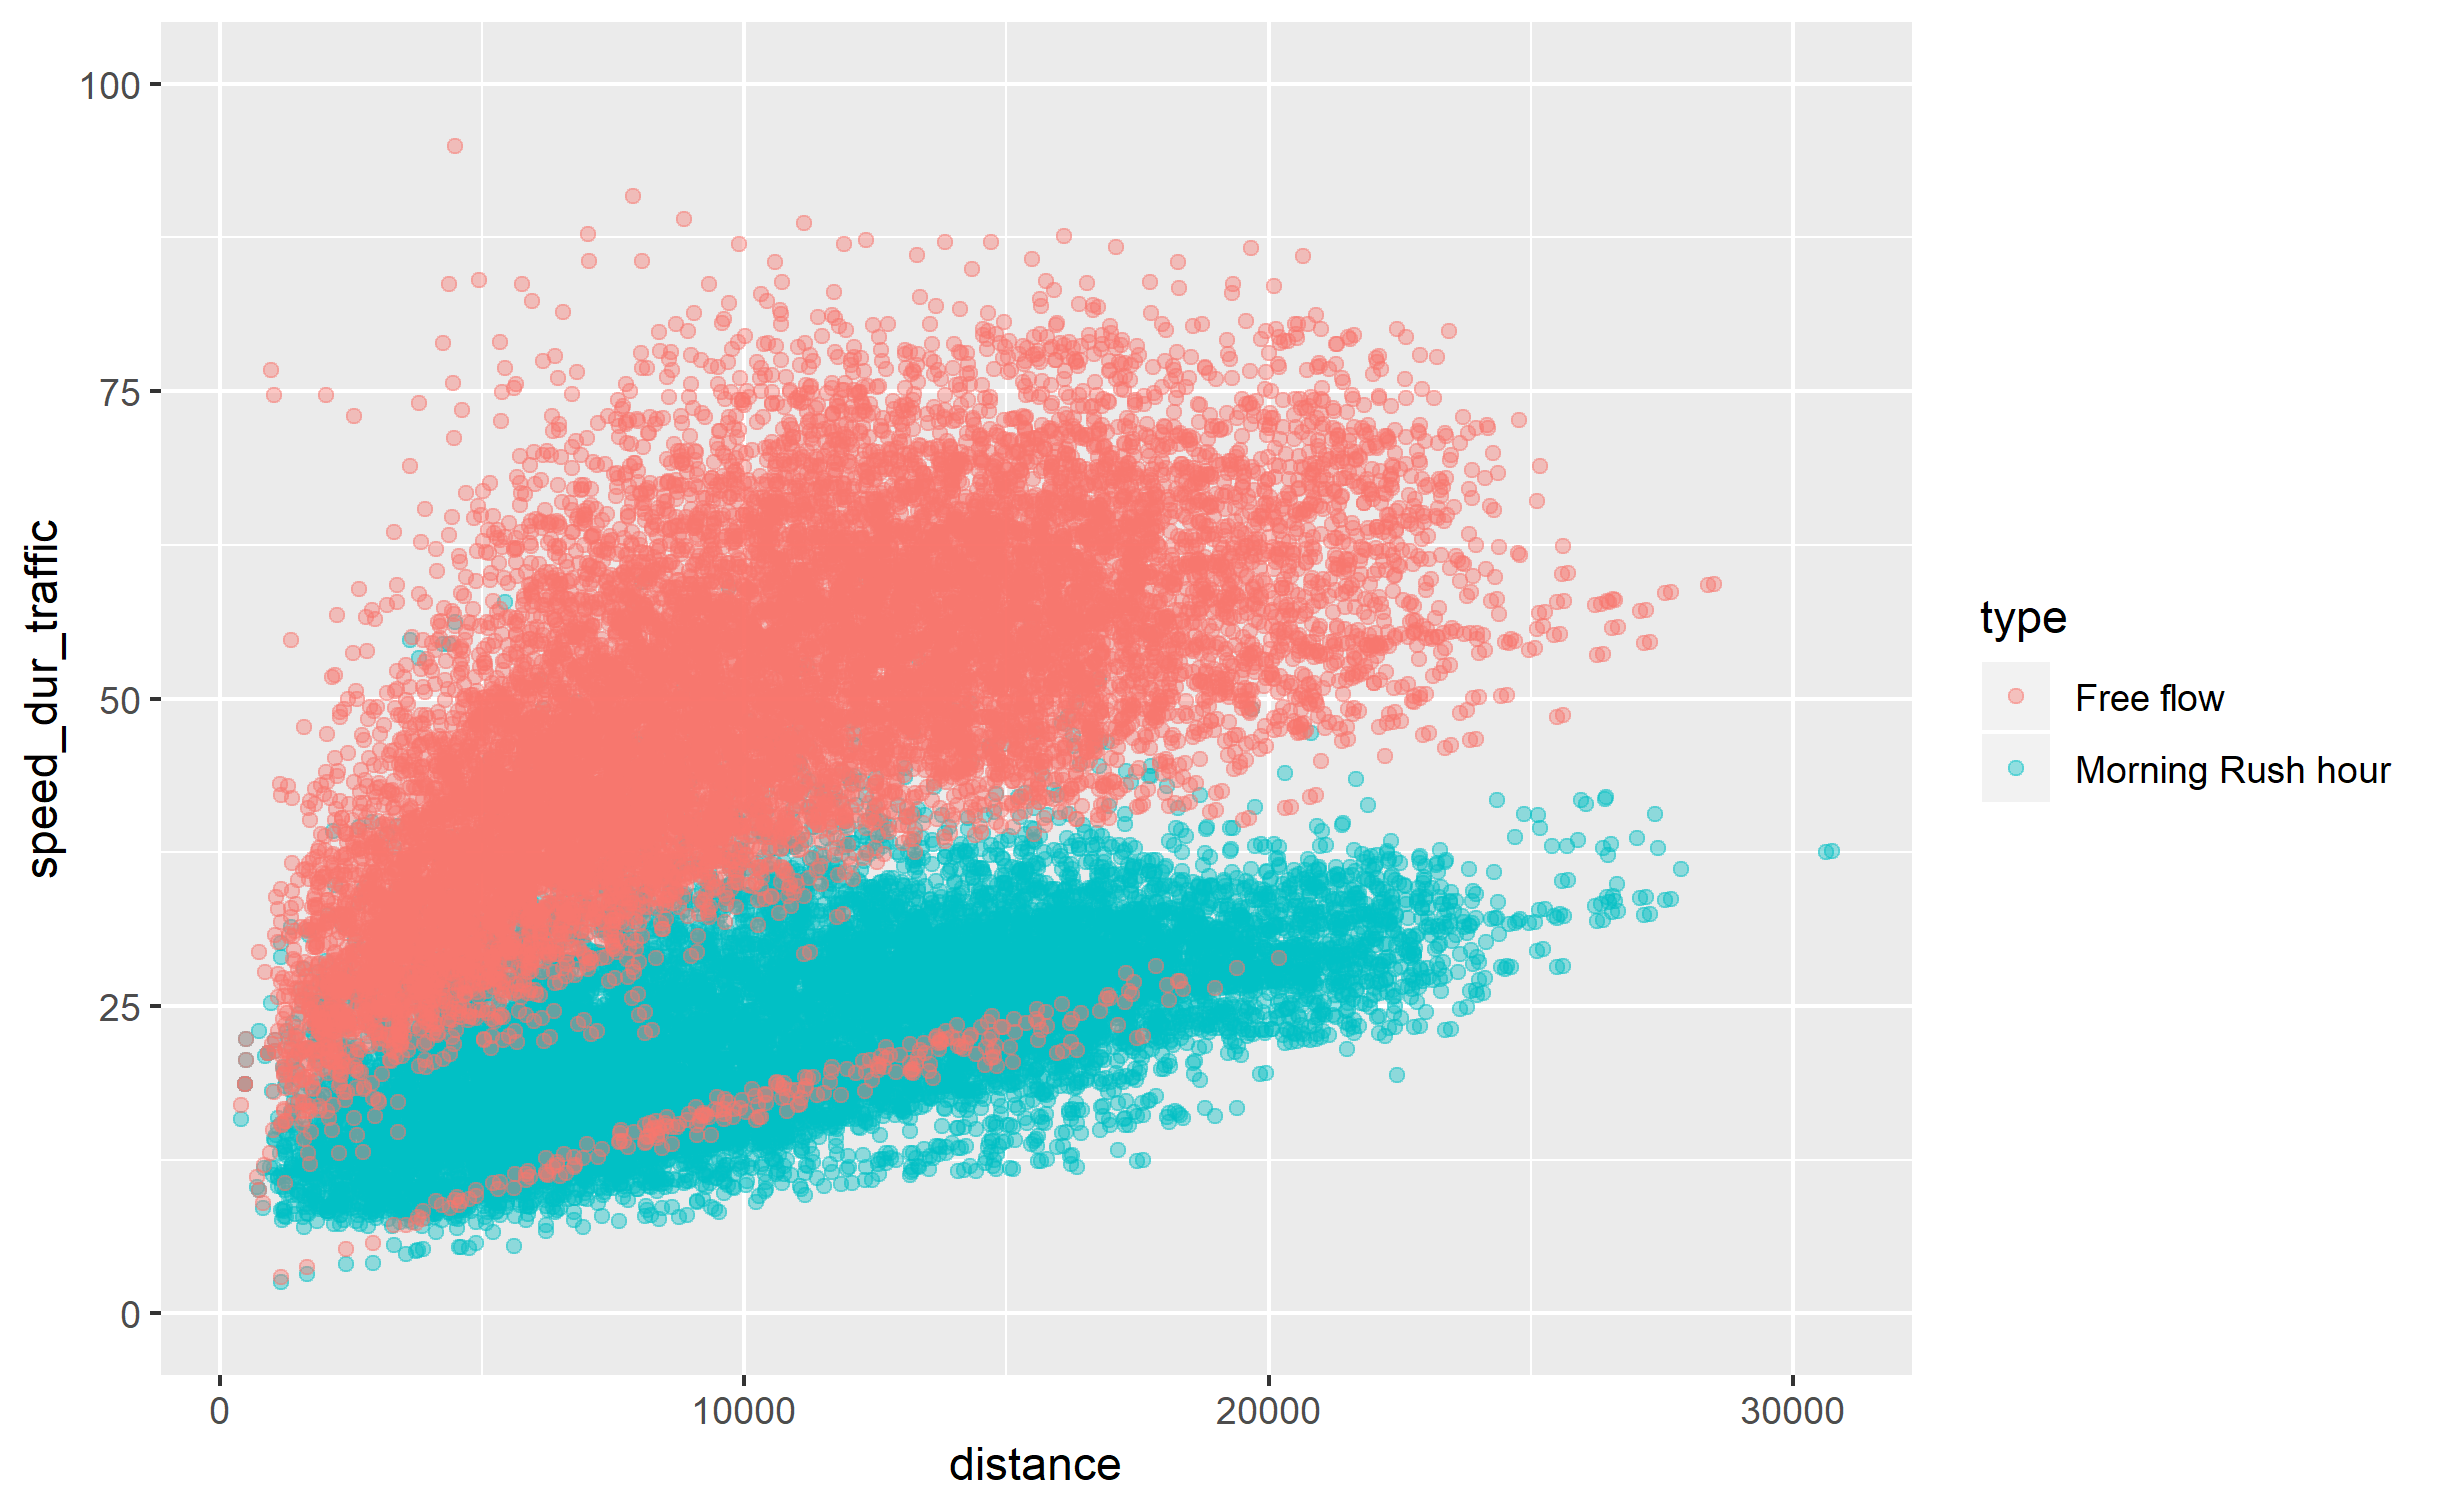 100
75
50
25
0
speed_dur_traffic
0 10000 20000 30000
distance
type
Free flow
Morning Rush hour